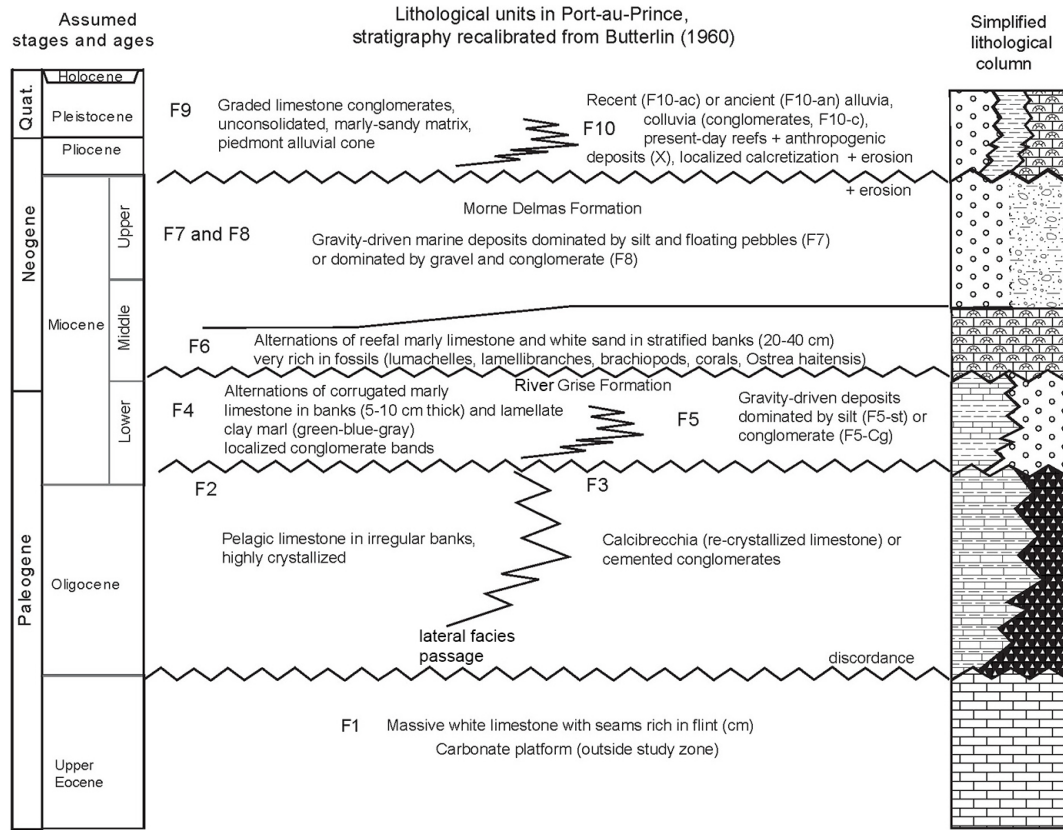 Assumed
stages and ages
Lithological units in Port-au-Prince,
stratigraphy recalibrated from Butterlin (1960)
Simplified
lithological
column
Quat.
Neogene
Paleogene
Holocene
Pleistocene
Pliocene
Miocene
Upper
Middle
Lower
Oligocene
Upper
Eocene
F9
Graded limestone conglomerates,
unconsolidated, marly-sandy matrix,
piedmont alluvial cone
F10
Recent (F10-ac) or ancient (F10-an) alluvia,
colluvia (conglomerates, F10-c),
present-day reefs + anthropogenic
deposits (X), localized calcretization + erosion
+ erosion
Morne Delmas Formation
F7 and F8
Gravity-driven marine deposits dominated by silt and floating pebbles (F7)
or dominated by gravel and conglomerate (F8)
F6
Alternations of reefal marly limestone and white sand in stratified banks (20-40 cm)
very rich in fossils (lumachelles, lamellibranches, brachiopods, corals, Ostrea haitensis)
River Grise Formation
F4
Alternations of corrugated marly
limestone in banks (5-10 cm thick) and lamellate
clay marl (green-blue-gray)
localized conglomerate bands
F5
Gravity-driven deposits
dominated by silt (F5-st) or
conglomerate (F5-Cg)
F2
Pelagic limestone in irregular banks,
highly crystallized
F3
Calcibrecchia (re-crystallized limestone) or
cemented conglomerates
lateral facies
passage
discordance
F1
Massive white limestone with seams rich in flint (cm)
Carbonate platform (outside study zone)